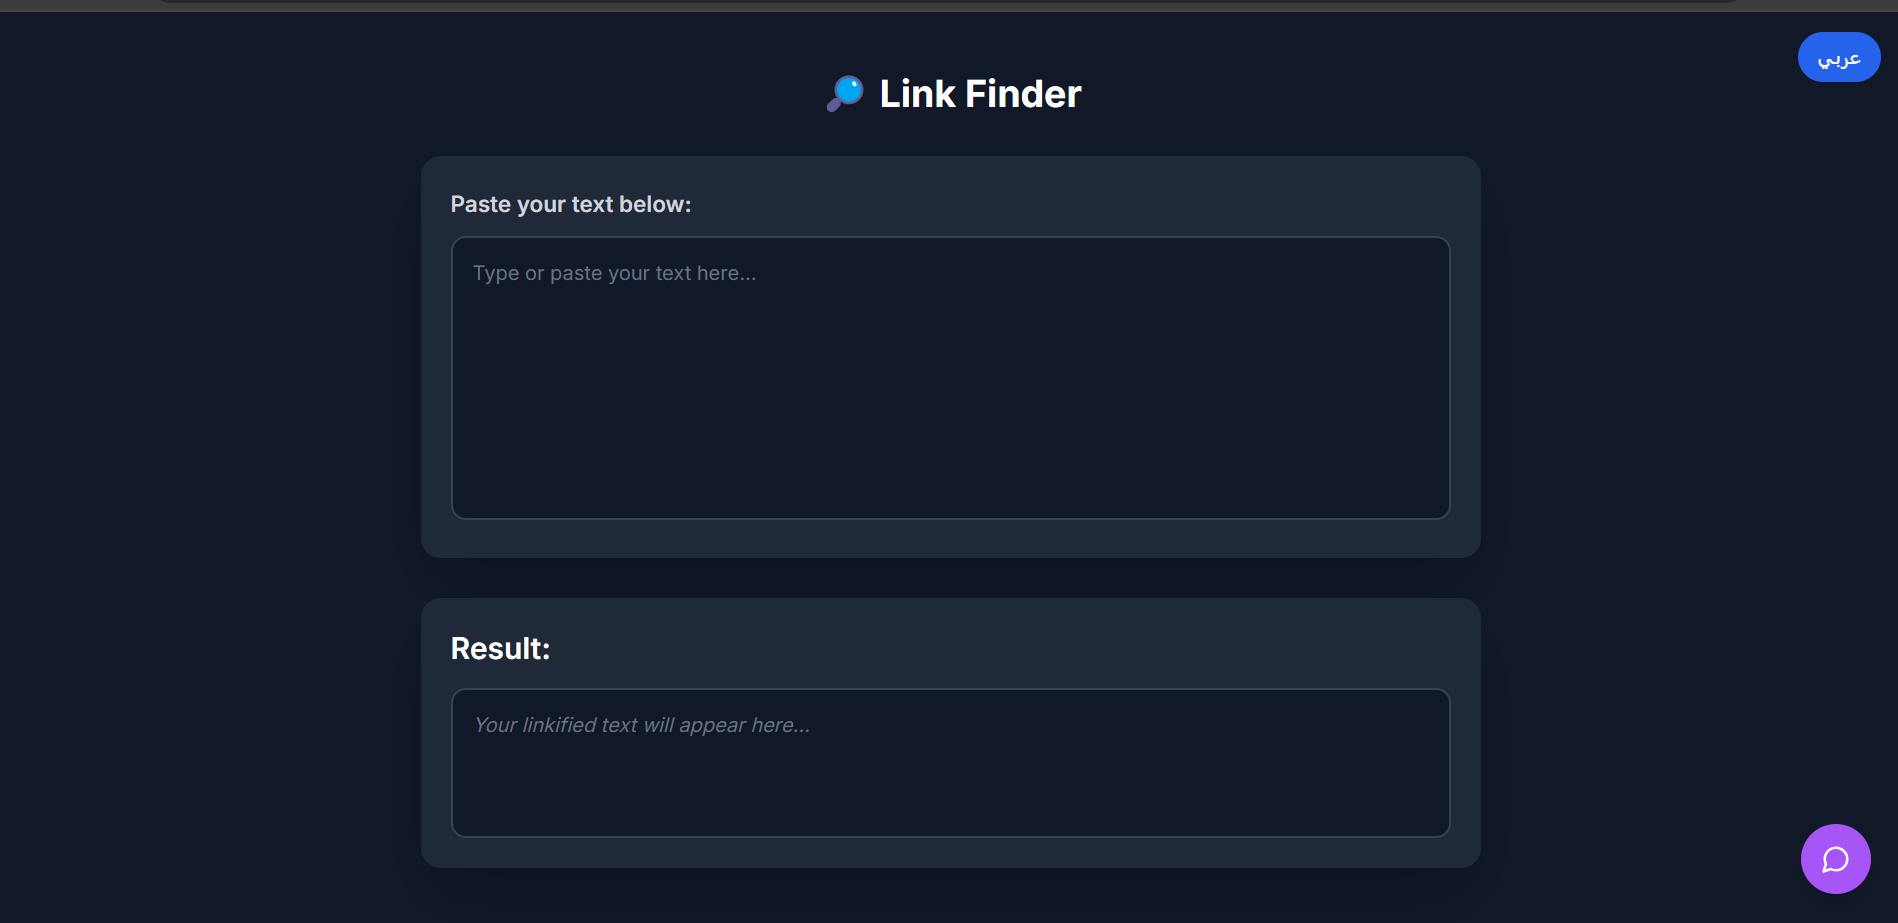 عربي
🔎 Link Finder
Paste your text below:
Type or paste your text here...
Result:
Your linkified text will appear here...